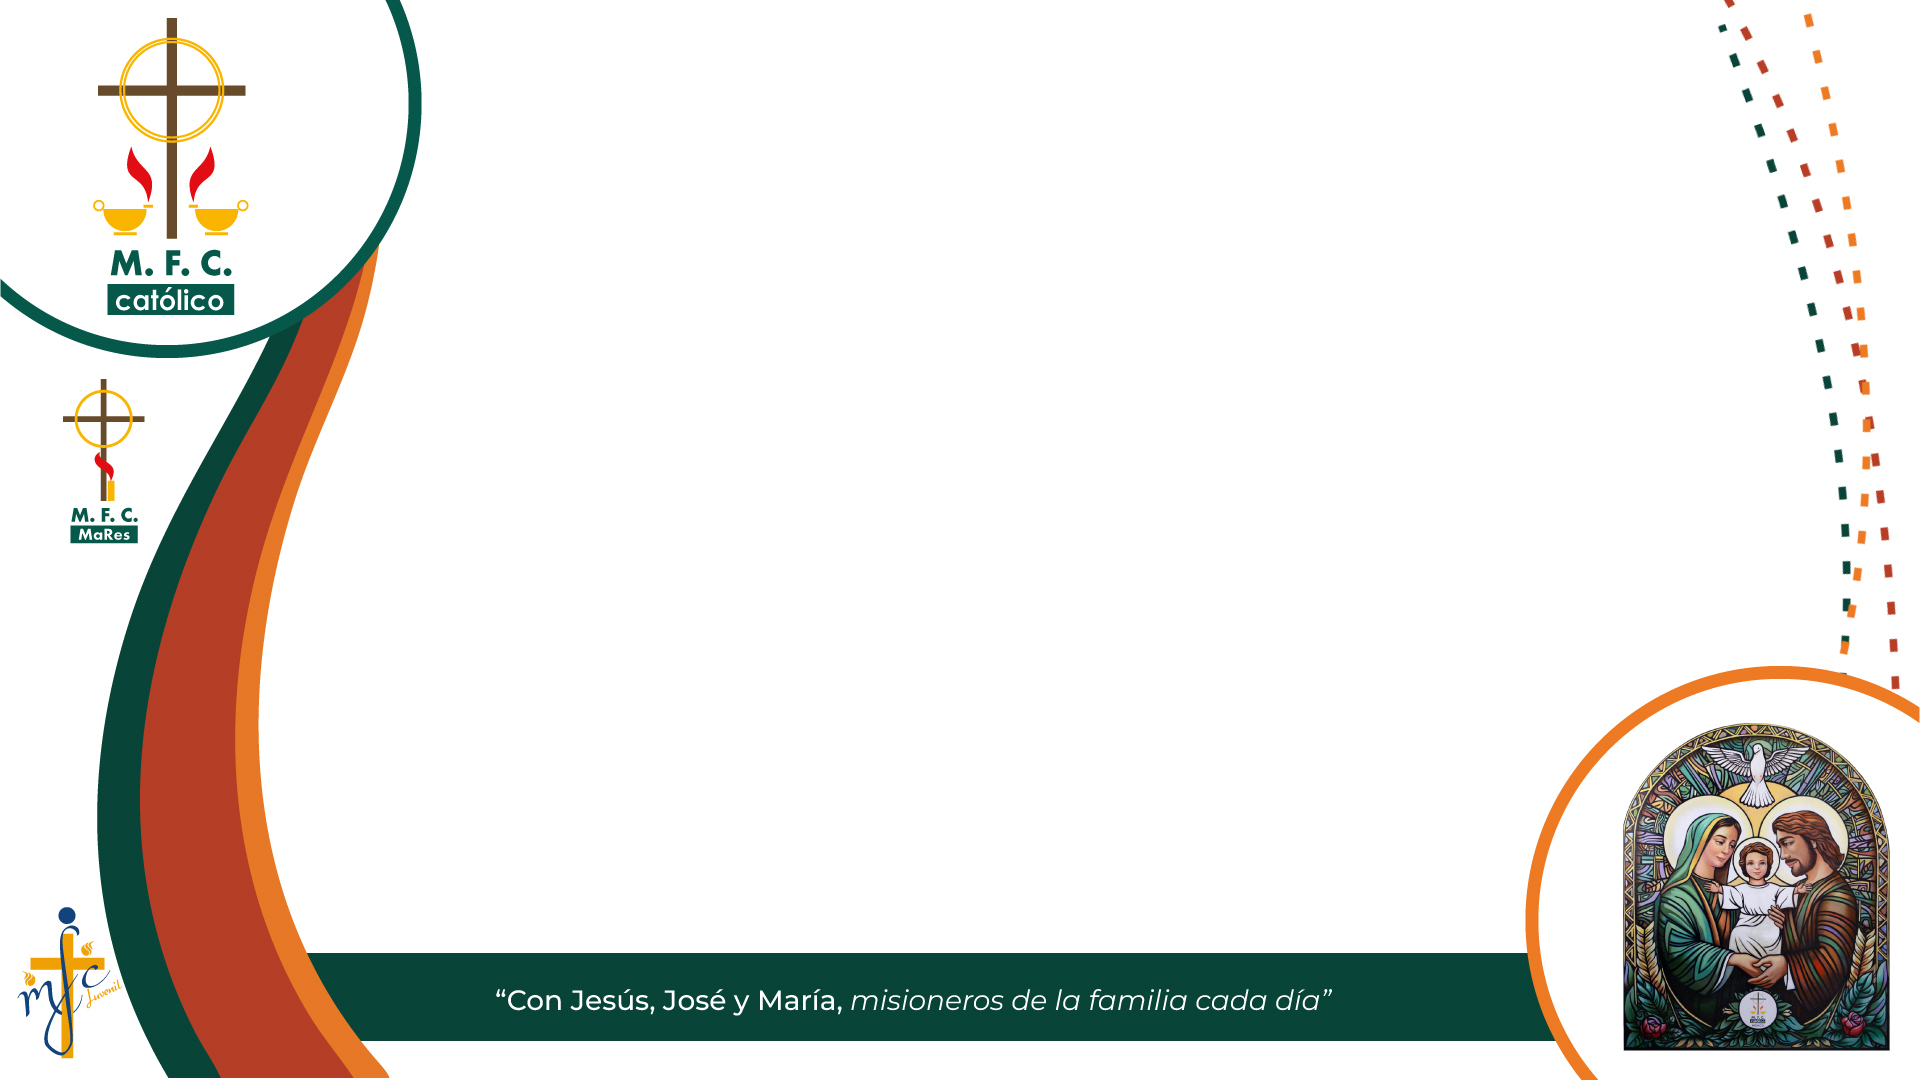 M. F. C.
católico
M. F. C.
MaRes
mfc
Juvenil
“Con Jesús, José y María, misioneros de la familia cada día”
M. F. C.